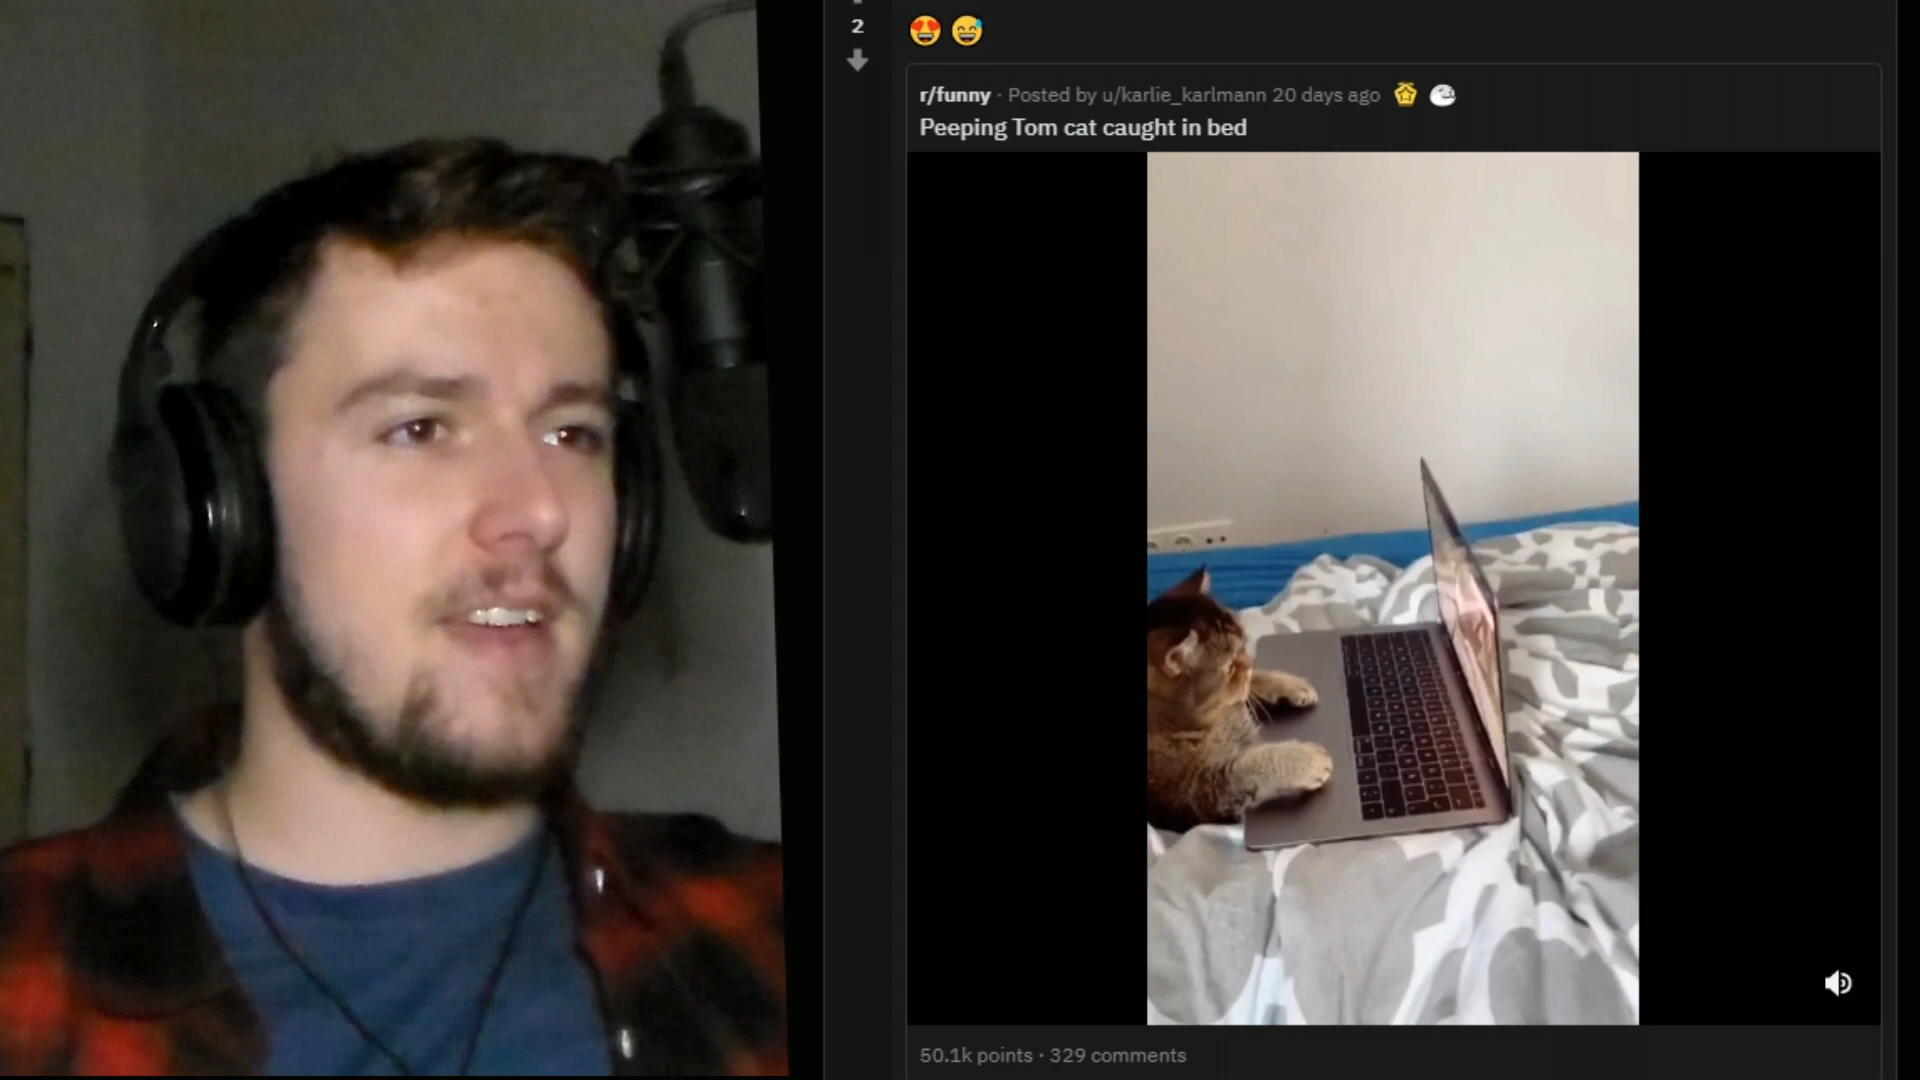 2
😍 😅
r/funny · Posted by u/karlie_karlmann 20 days ago
Peeping Tom cat caught in bed
50.1k points · 329 comments